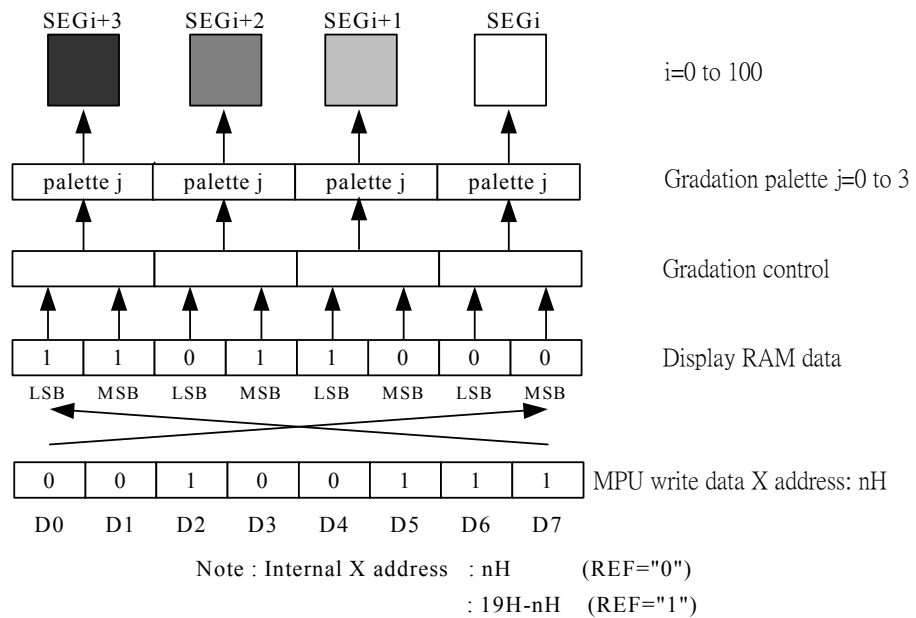 SEGi+3 SEGi+2 SEGi+1 SEGi
i=0 to 100
palette j palette j palette j palette j Gradation palette j=0 to 3
Gradation control
1 1 0 1 1 0 0 0 Display RAM data
LSB MSB LSB MSB LSB MSB LSB MSB
0 0 1 0 0 1 1 1 MPU write data X address: nH
D0 D1 D2 D3 D4 D5 D6 D7
Note : Internal X address : nH (REF="0")
: 19H-nH (REF="1")